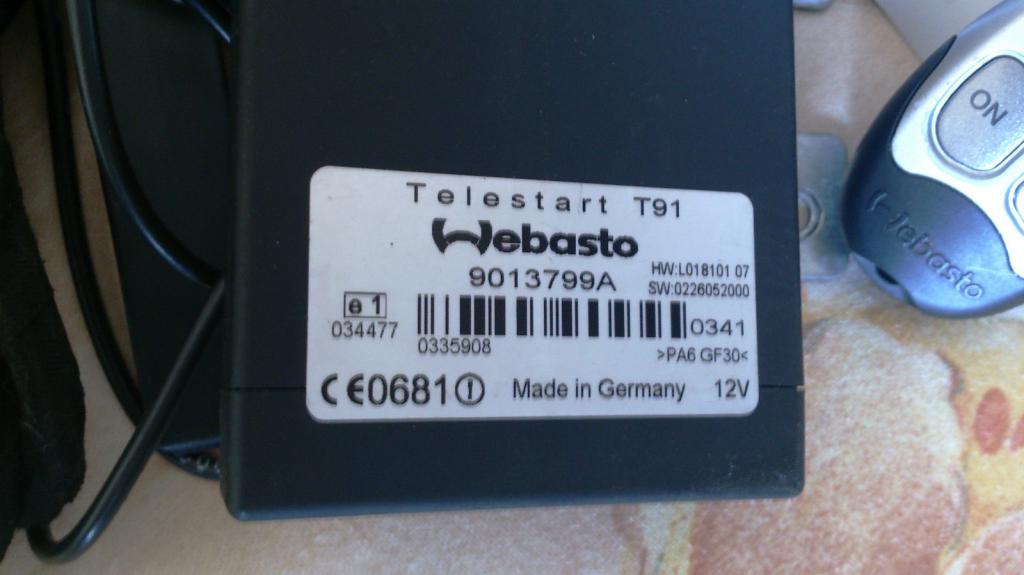 Telestart T91
Webasto
9013799A
HW:L018101 07
SW:0226052000
e1
034477
0341
0335908
>PA6 GF30<
CE0681
Made in Germany
12V
ON
Webasto